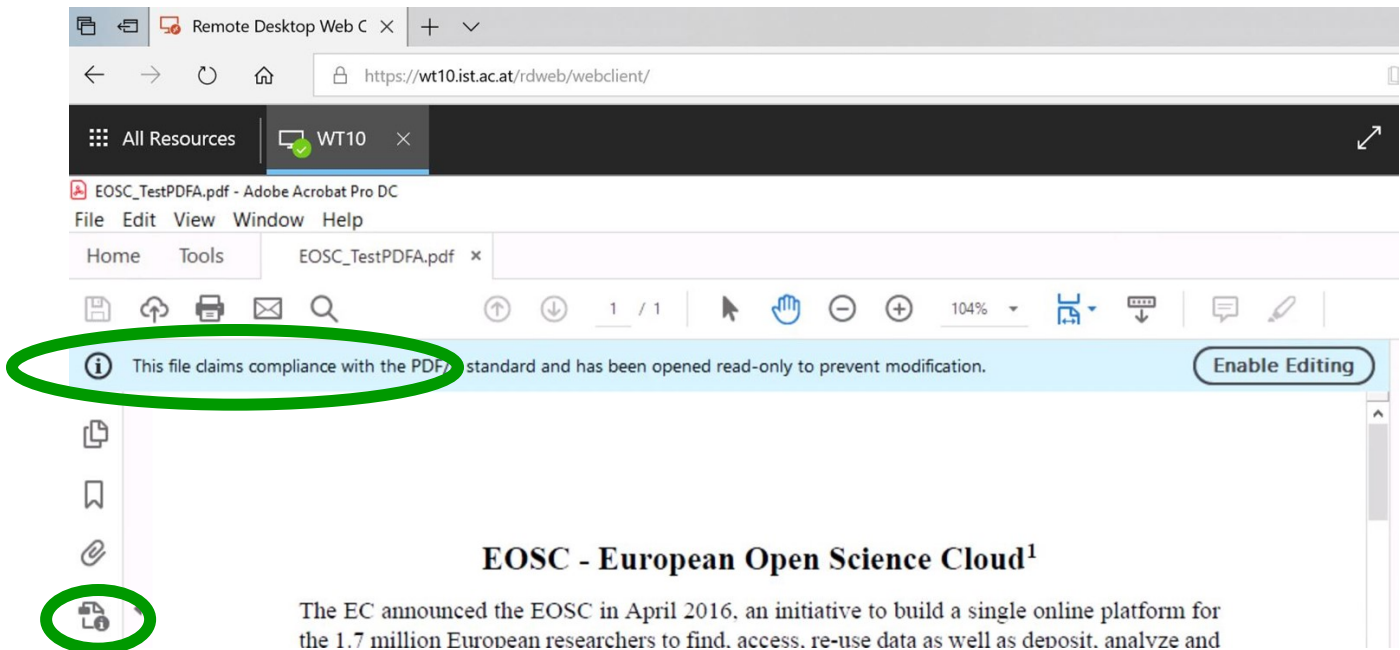 Remote Desktop Web C
https://wt10.ist.ac.at/rdweb/webclient/
All Resources WT10
EOSC_TestPDFA.pdf - Adobe Acrobat Pro DC
File Edit View Window Help
Home Tools EOSC_TestPDFA.pdf ×
1 / 1 104%
This file claims compliance with the PDF/ standard and has been opened read-only to prevent modification. Enable Editing
EOSC - European Open Science Cloud¹
The EC announced the EOSC in April 2016, an initiative to build a single online platform for
the 1.7 million European researchers to find, access, re-use data as well as deposit, analyze and